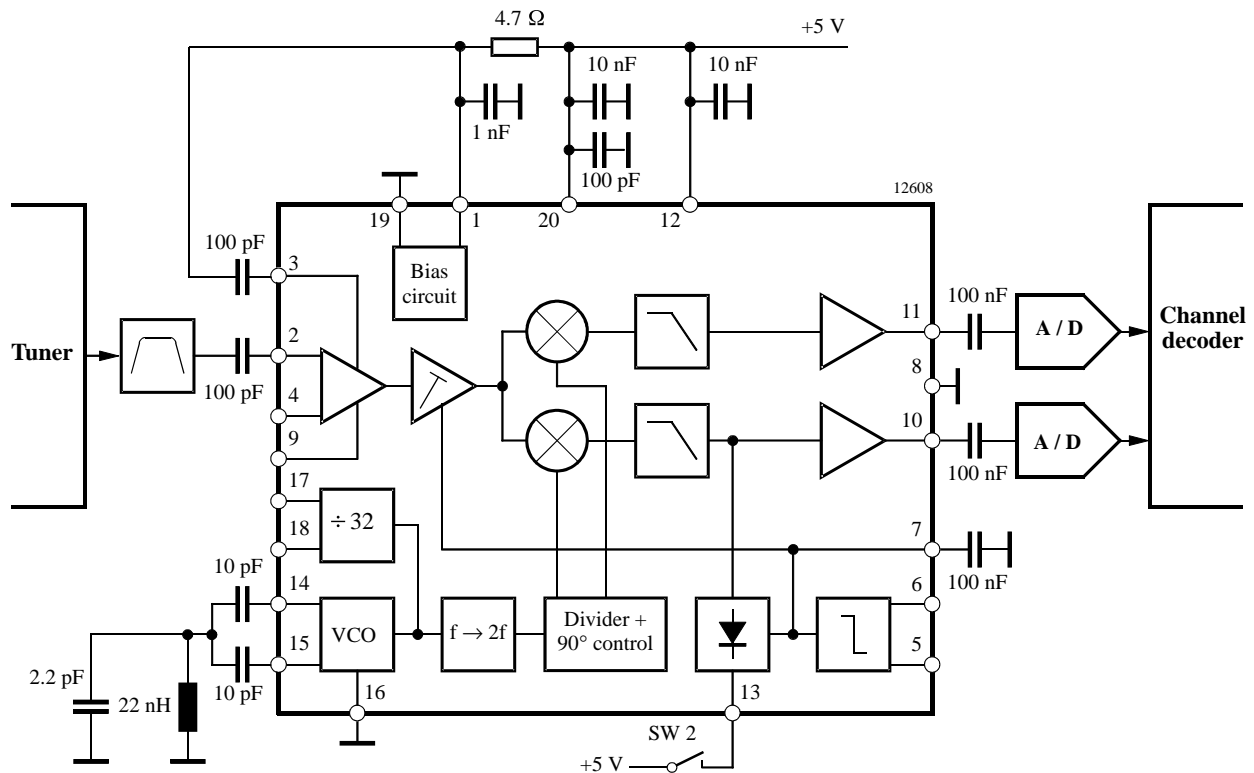 4.7 Ω
+5 V
10 nF
10 nF
1 nF
100 pF
12608
19
1
20
12
100 pF
3
Bias
circuit
100 nF
11
A / D
Channel
decoder
Tuner
2
100 pF
4
8
9
10
A / D
100 nF
17
÷ 32
18
7
10 pF
14
100 nF
6
VCO
f → 2f
Divider +
90° control
15
5
2.2 pF
22 nH
10 pF
16
13
SW 2
+5 V